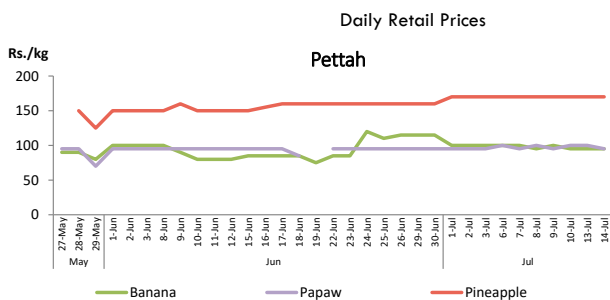 Daily Retail Prices
Rs./kg
Pettah
200
150
100
50
0
27-May
28-May
29-May
1-Jun
2-Jun
3-Jun
8-Jun
9-Jun
10-Jun
11-Jun
12-Jun
15-Jun
16-Jun
17-Jun
18-Jun
19-Jun
22-Jun
23-Jun
24-Jun
25-Jun
26-Jun
29-Jun
30-Jun
1-Jul
2-Jul
3-Jul
6-Jul
7-Jul
8-Jul
9-Jul
10-Jul
13-Jul
14-Jul
May
Jun
Jul
Banana
Papaw
Pineapple